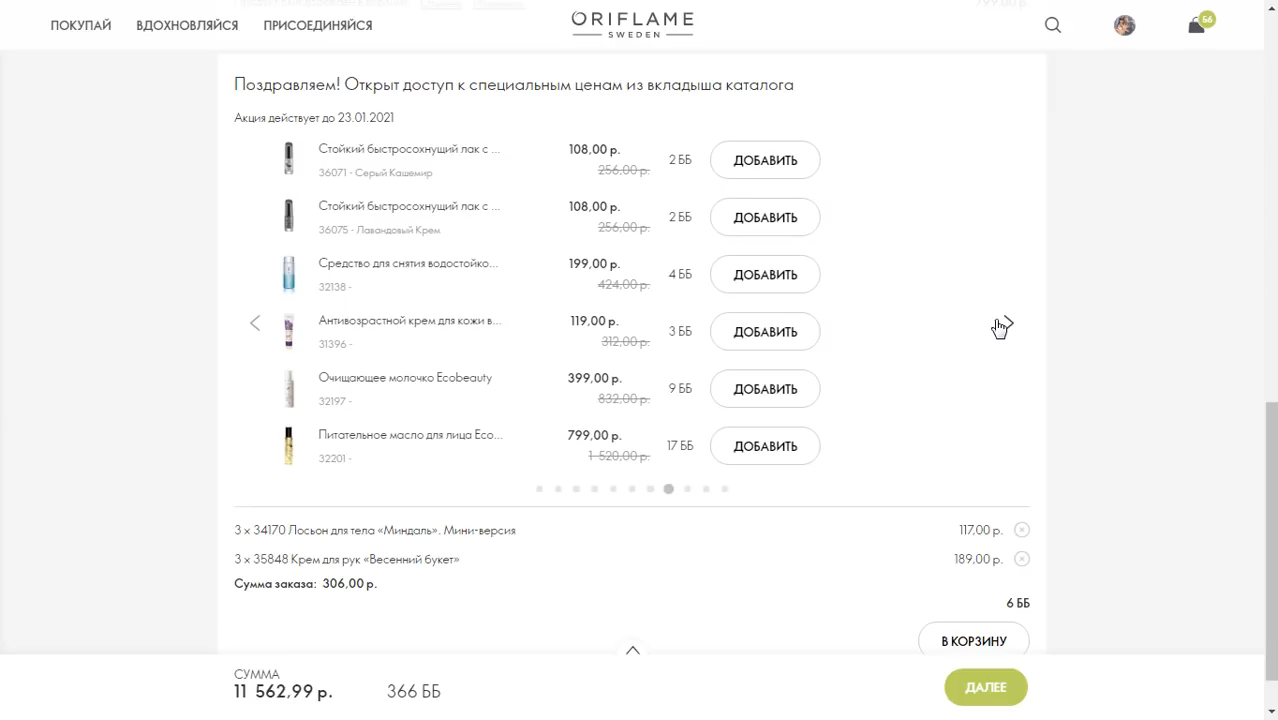 ПОКУПАЙ ВДОХНОВЛЯЙСЯ ПРИСОЕДИНЯЙСЯ
ORIFLAME
SWEDEN
56
Поздравляем! Открыт доступ к специальным ценам из вкладыша каталога
Акция действует до 23.01.2021
Стойкий быстросохнущий лак с ... 108,00 р. 2 ББ ДОБАВИТЬ
36071 - Серый Кашемир 256,00 р.
Стойкий быстросохнущий лак с ... 108,00 р. 2 ББ ДОБАВИТЬ
36075 - Лавандовый Крем 256,00 р.
Средство для снятия водостойко... 199,00 р. 4 ББ ДОБАВИТЬ
32138 - 424,00 р.
Антивозрастной крем для кожи в... 119,00 р. 3 ББ ДОБАВИТЬ
31396 - 312,00 р.
Очищающее молочко Ecobeauty 399,00 р. 9 ББ ДОБАВИТЬ
32197 - 832,00 р.
Питательное масло для лица Eco... 799,00 р. 17 ББ ДОБАВИТЬ
32201 - 1 520,00 р.
3 x 34170 Лосьон для тела «Миндаль». Мини-версия 117,00 р.
3 x 35848 Крем для рук «Весенний букет» 189,00 р.
Сумма заказа: 306,00 р.
6 ББ
В КОРЗИНУ
СУММА
11 562,99 р. 366 ББ ДАЛЕЕ